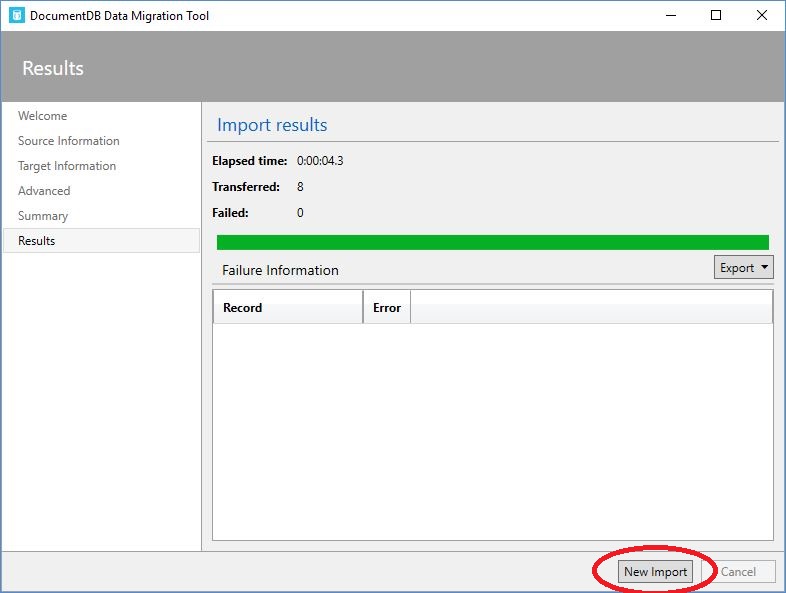 DocumentDB Data Migration Tool
Results
Welcome
Source Information
Target Information
Advanced
Summary
Results
Import results
Elapsed time: 0:00:04.3
Transferred: 8
Failed: 0
Failure Information
Export
Record Error
New Import Cancel